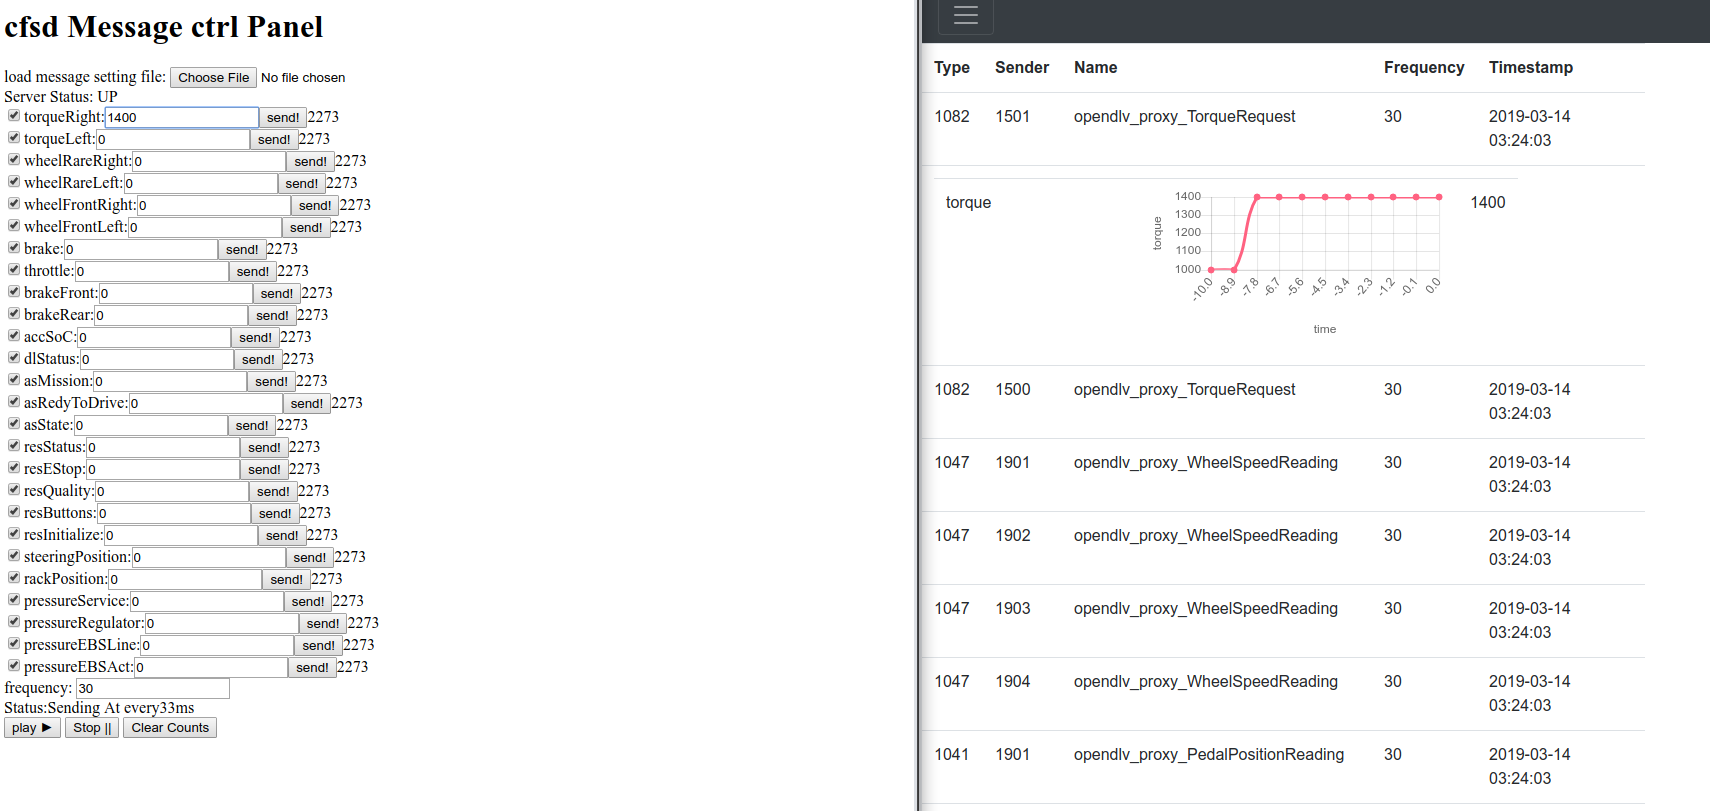 cfsd Message ctrl Panel
load message setting file: Choose File No file chosen
Server Status: UP
torqueRight: 1400 send! 2273
torqueLeft: 0 send! 2273
wheelRareRight: 0 send! 2273
wheelRareLeft: 0 send! 2273
wheelFrontRight: 0 send! 2273
wheelFrontLeft: 0 send! 2273
brake: 0 send! 2273
throttle: 0 send! 2273
brakeFront: 0 send! 2273
brakeRear: 0 send! 2273
accSoC: 0 send! 2273
dlStatus: 0 send! 2273
asMission: 0 send! 2273
asRedyToDrive: 0 send! 2273
asState: 0 send! 2273
resStatus: 0 send! 2273
resEStop: 0 send! 2273
resQuality: 0 send! 2273
resButtons: 0 send! 2273
resInitialize: 0 send! 2273
steeringPosition: 0 send! 2273
rackPosition: 0 send! 2273
pressureService: 0 send! 2273
pressureRegulator: 0 send! 2273
pressureEBSLine: 0 send! 2273
pressureEBSAct: 0 send! 2273
frequency: 30
Status:Sending At every33ms
play ► Stop || Clear Counts
Type Sender Name Frequency Timestamp
1082 1501 opendlv_proxy_TorqueRequest 30 2019-03-14
03:24:03
torque 1400
torque
1400
1300
1200
1100
1000
-10.0 -8.9 -7.8 -6.7 -5.6 -4.5 -3.4 -2.3 -1.2 -0.1 0.0
time
1082 1500 opendlv_proxy_TorqueRequest 30 2019-03-14
03:24:03
1047 1901 opendlv_proxy_WheelSpeedReading 30 2019-03-14
03:24:03
1047 1902 opendlv_proxy_WheelSpeedReading 30 2019-03-14
03:24:03
1047 1903 opendlv_proxy_WheelSpeedReading 30 2019-03-14
03:24:03
1047 1904 opendlv_proxy_WheelSpeedReading 30 2019-03-14
03:24:03
1041 1901 opendlv_proxy_PedalPositionReading 30 2019-03-14
03:24:03